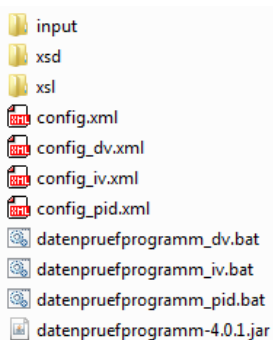 input
xsd
xsl
config.xml
config_dv.xml
config_iv.xml
config_pid.xml
datenpruefprogramm_dv.bat
datenpruefprogramm_iv.bat
datenpruefprogramm_pid.bat
datenpruefprogramm-4.0.1.jar